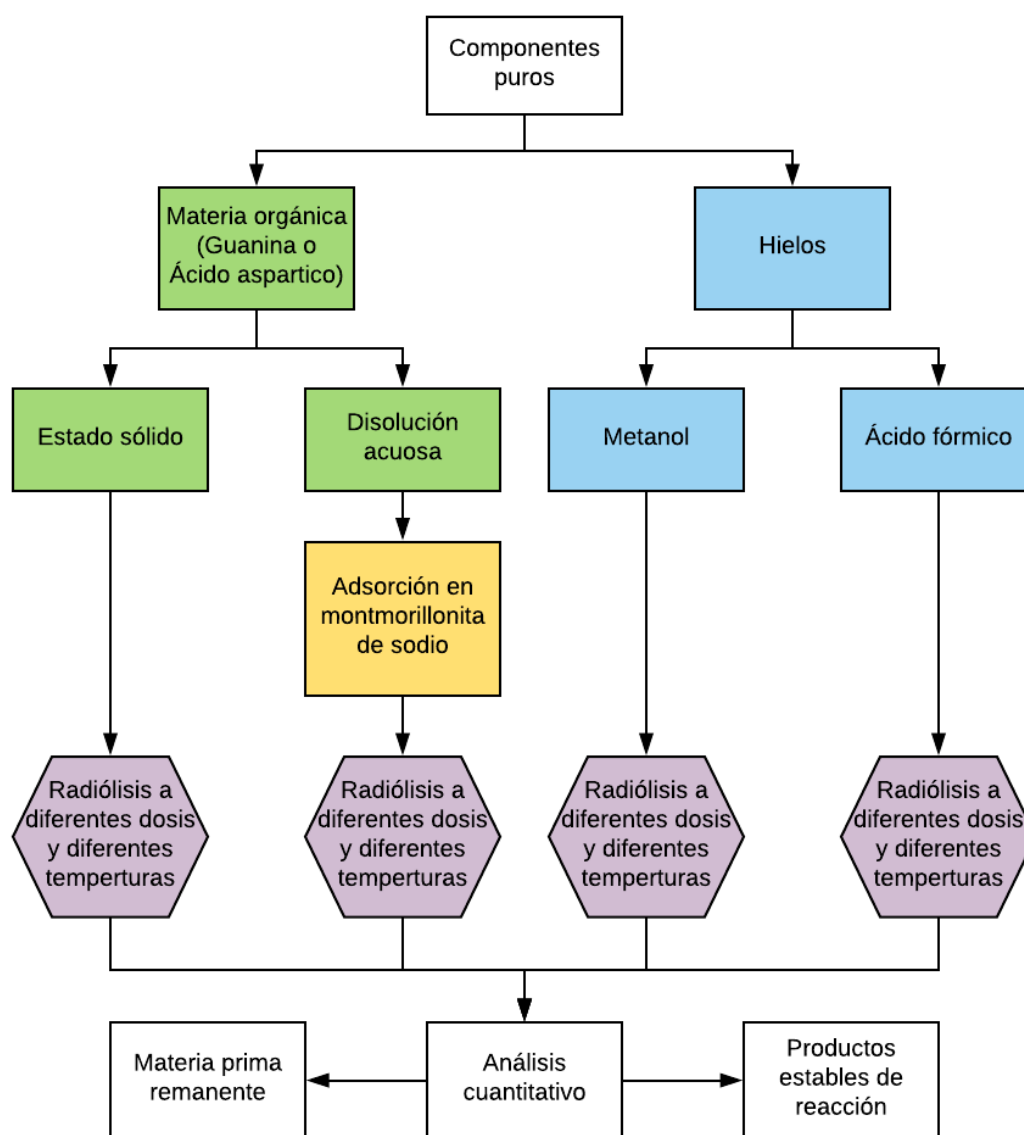 Componentes
puros
Materia orgánica
(Guanina o
Ácido aspartico)
Hielos
Estado sólido
Disolución
acuosa
Metanol
Ácido fórmico
Adsorción en
montmorillonita
de sodio
Radiólisis a
diferentes dosis
y diferentes
temperturas
Radiólisis a
diferentes dosis
y diferentes
temperturas
Radiólisis a
diferentes dosis
y diferentes
temperturas
Radiólisis a
diferentes dosis
y diferentes
temperturas
Materia prima
remanente
Análisis
cuantitativo
Productos
estables de
reacción